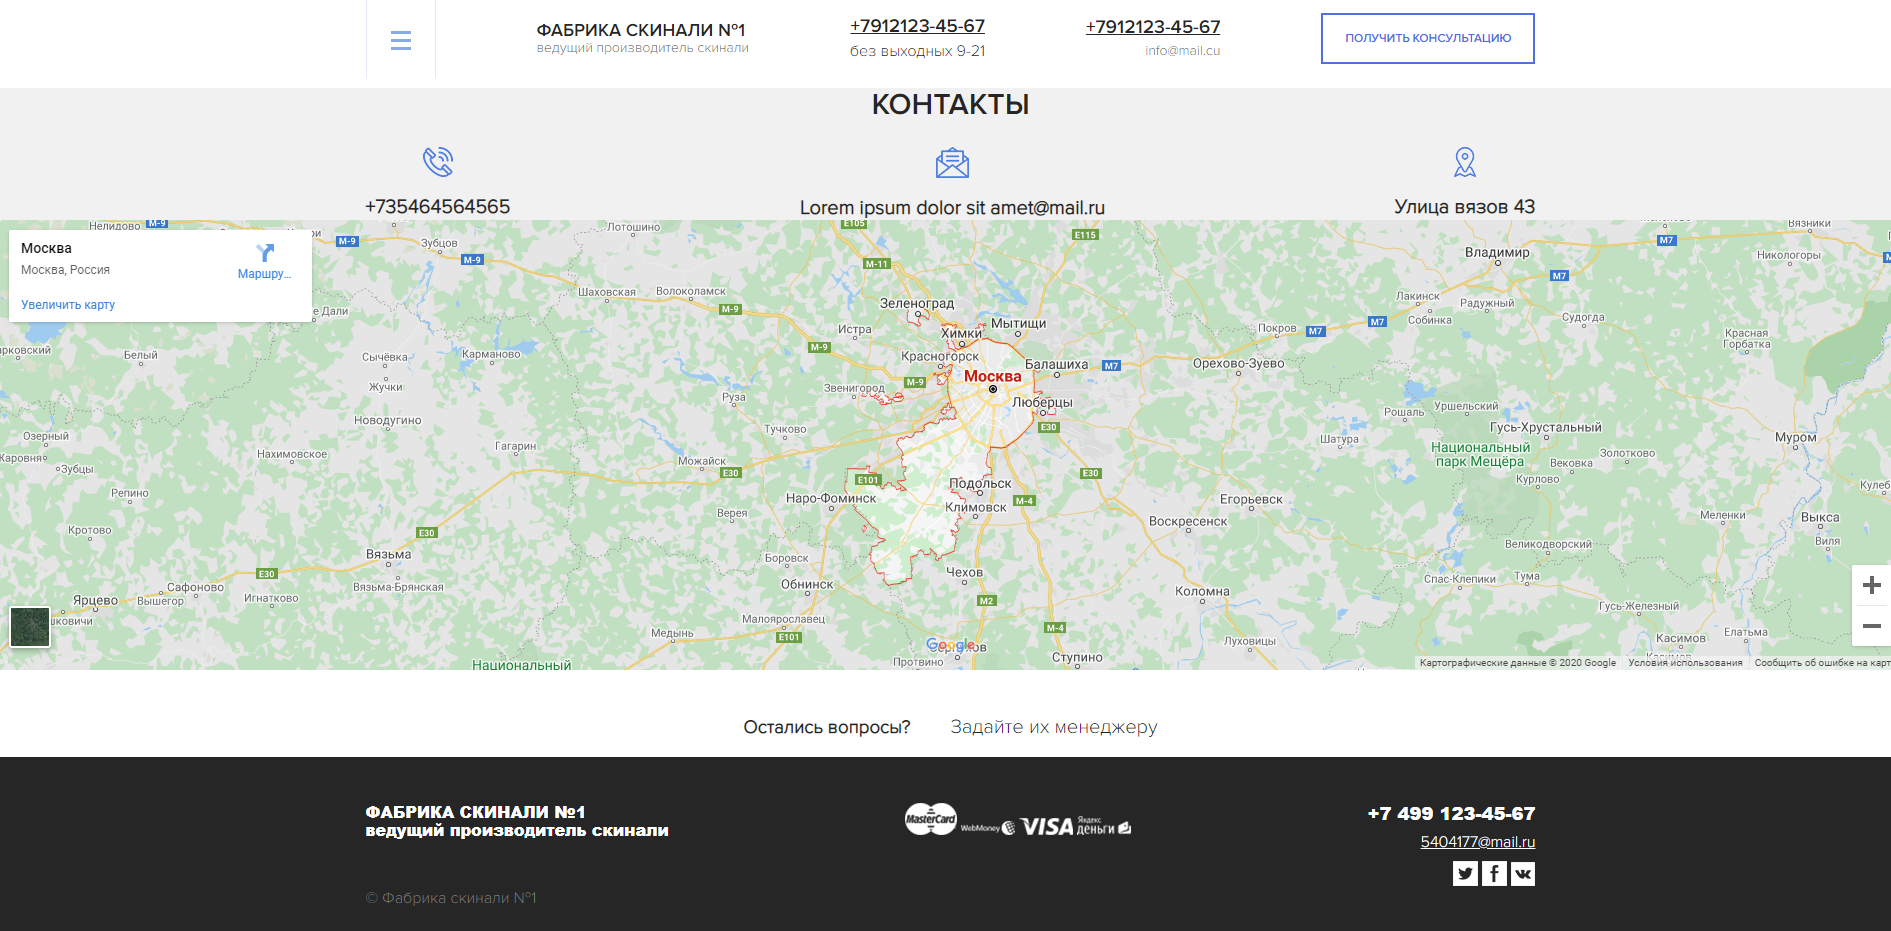 ФАБРИКА СКИНАЛИ №1
ведущий производитель скинали
+7912123-45-67
без выходных 9-21
+7912123-45-67
info@mail.cu
ПОЛУЧИТЬ КОНСУЛЬТАЦИЮ
КОНТАКТЫ
+735464564565
Lorem ipsum dolor sit amet@mail.ru
Улица вязов 43
Нелидово
M-9
Лотошино
E105
E115
Вязники
Москва
Москва, Россия
Маршру...
Увеличить карту
M-9
Зубцов
M-9
M-11
Владимир
M7
Никологоры
M7
Шаховская
Волоколамск
M-9
Зеленоград
Лакинск
Радужный
е Дали
Собинка
Судогда
Истра
Химки
Мытищи
Покров
M7
M7
Красная
Горбатка
Белый
Сычёвка
Карманово
M-9
Красногорск
Балашиха
M7
Орехово-Зуево
Москва
Жучки
Звенигород
M-9
Руза
Люберцы
Рошаль
Уршельский
Новодугино
Тучково
E30
Гусь-Хрустальный
Озерный
Гагарин
Шатура
Национальный
парк Мещёра
Муром
Нахимовское
Золотково
Зубцы
Можайск
E30
E30
Вековка
E101
Подольск
Курлово
Репино
Наро-Фоминск
M-4
Климовск
Егорьевск
Верея
Воскресенск
Меленки
Выкса
Кротово
E30
Виля
Великодворский
Вязьма
Боровск
E30
Чехов
Спас-Клепики
Тума
Сафоново
Вязьма-Брянская
Обнинск
Коломна
Ярцево
Вышегор
Игнатково
M2
Гусь-Железный
Малоярославец
M-4
Медынь
E101
Луховицы
Касимов
Елатьма
Google
Ступино
Протвино
Национальный
Картографические данные © 2020 Google
Условия использования
Сообщить об ошибке на карт
Остались вопросы?
Задайте их менеджеру
ФАБРИКА СКИНАЛИ №1
ведущий производитель скинали
MasterCard
WebMoney
VISA
Яндекс
деньги
+7 499 123-45-67
5404177@mail.ru
© Фабрика скинали №1